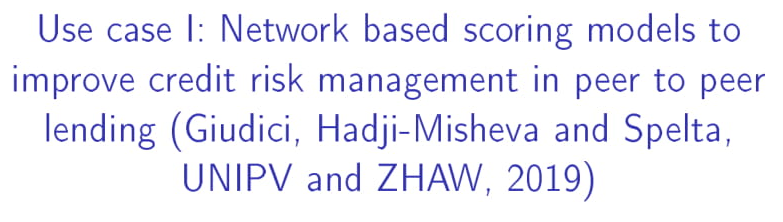 Use case I: Network based scoring models to
improve credit risk management in peer to peer
lending (Giudici, Hadji-Misheva and Spelta,
UNIPV and ZHAW, 2019)